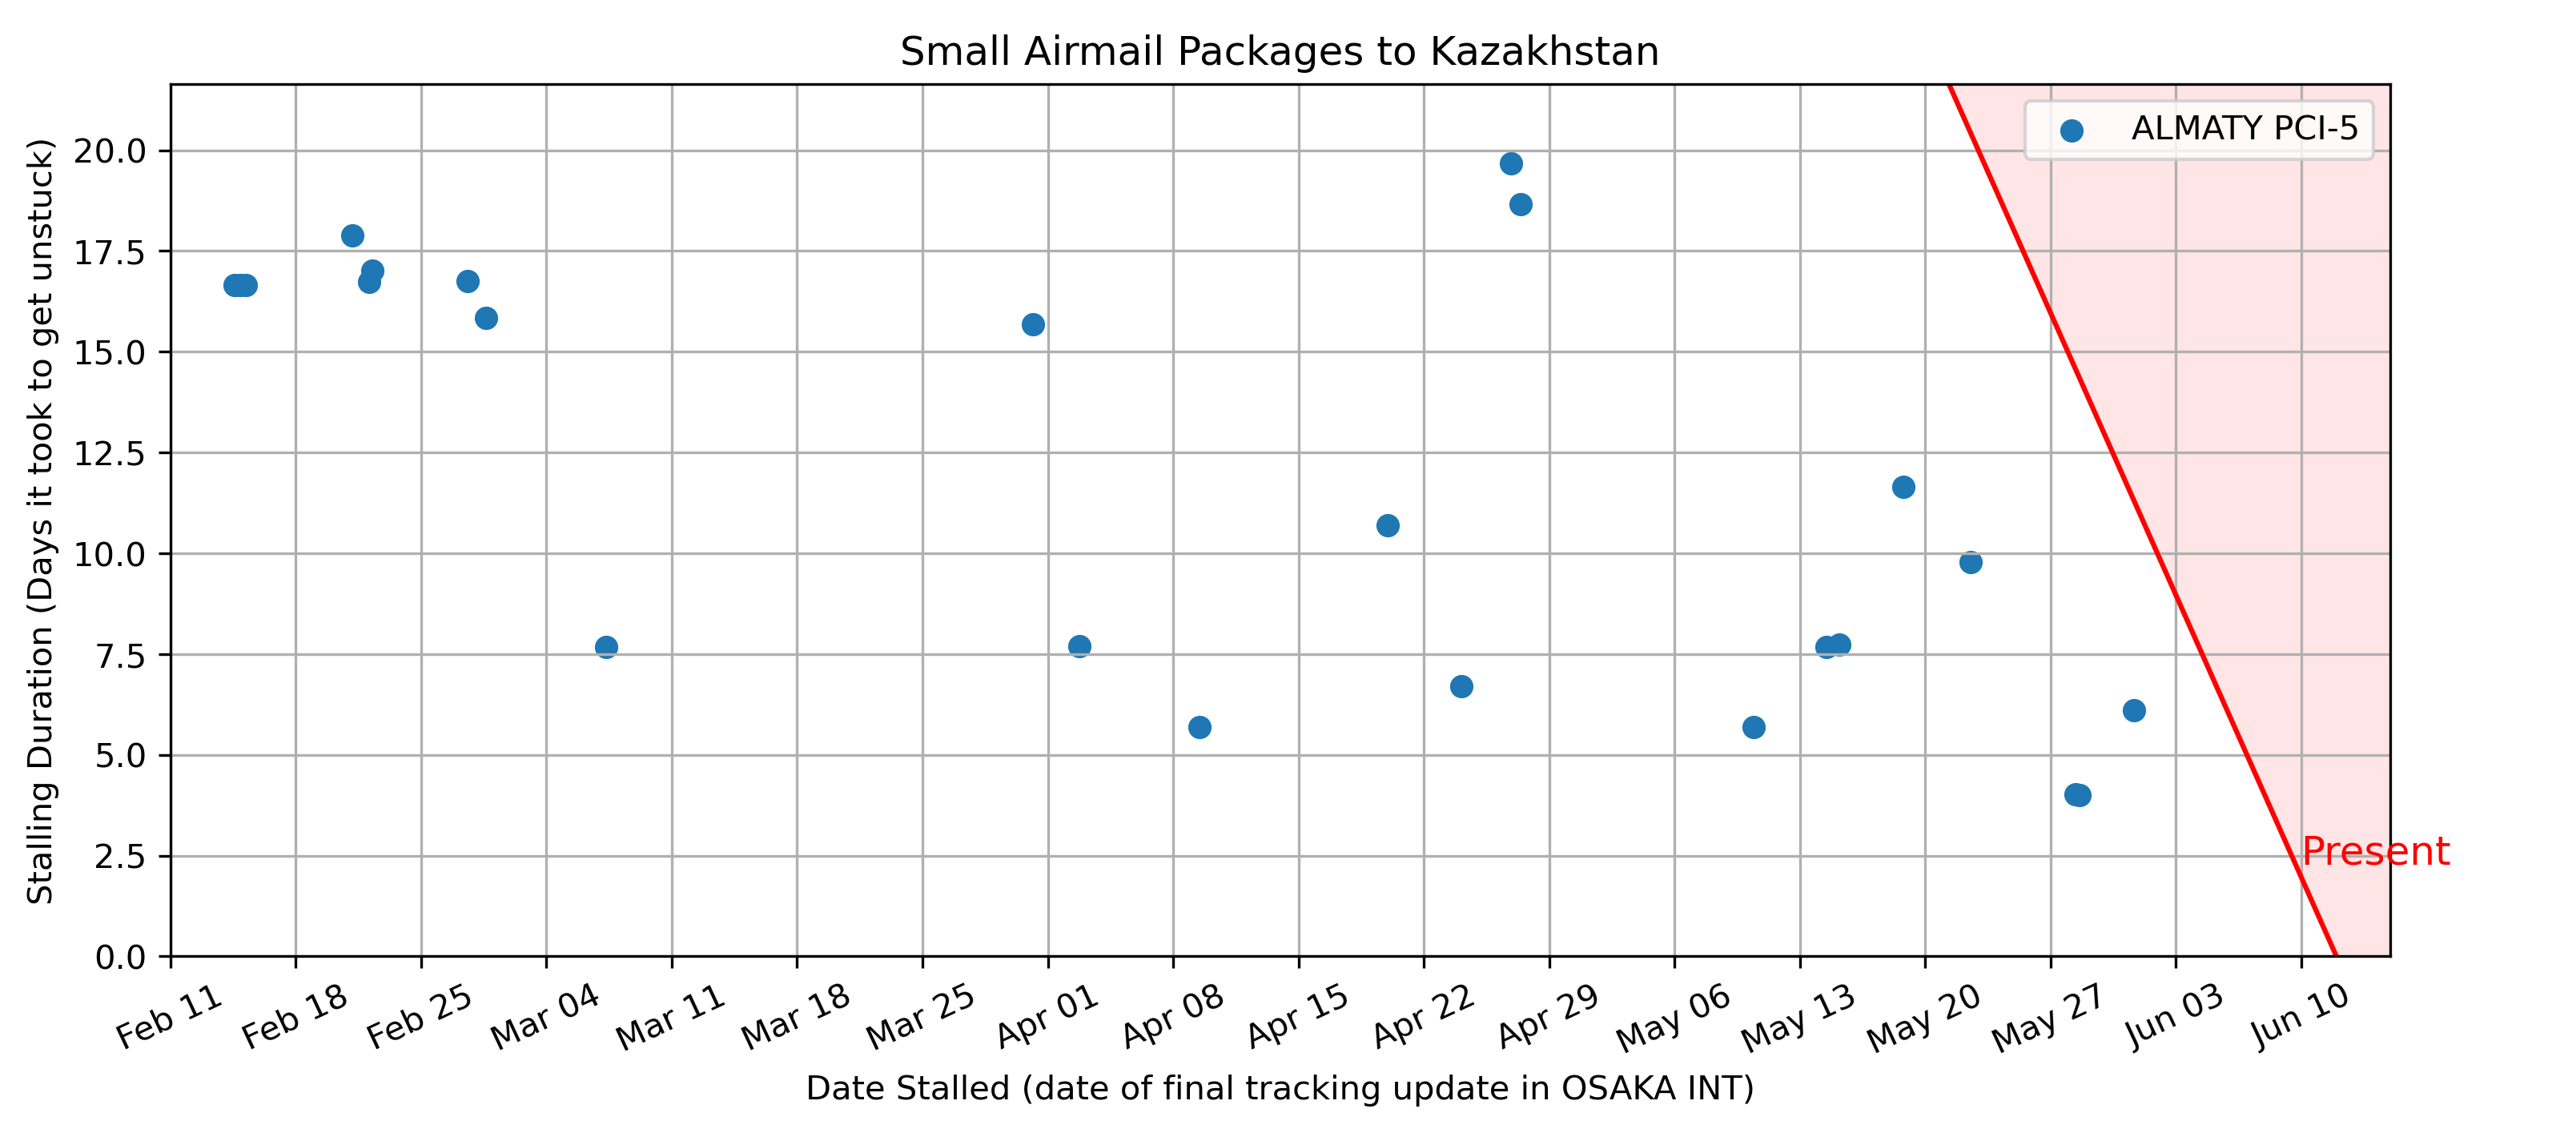 Small Airmail Packages to Kazakhstan
ALMATY PCI-5
Stalling Duration (Days it took to get unstuck)
20.0
17.5
15.0
12.5
10.0
7.5
5.0
2.5
0.0
Present
Feb 11
Feb 18
Feb 25
Mar 04
Mar 11
Mar 18
Mar 25
Apr 01
Apr 08
Apr 15
Apr 22
Apr 29
May 06
May 13
May 20
May 27
Jun 03
Jun 10
Date Stalled (date of final tracking update in OSAKA INT)